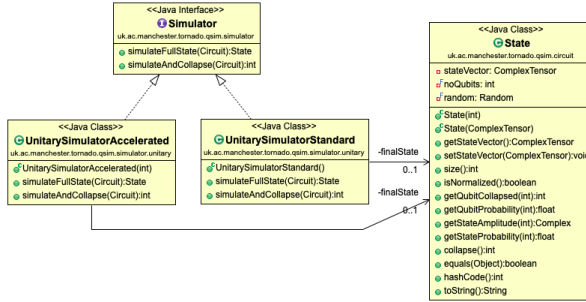 <<Java Interface>>
Simulator
uk.ac.manchester.tornado.qsim.simulator
simulateFullState(Circuit):State
simulateAndCollapse(Circuit):int
<<Java Class>>
UnitarySimulatorAccelerated
uk.ac.manchester.tornado.qsim.simulator.unitary
UnitarySimulatorAccelerated(int)
simulateFullState(Circuit):State
simulateAndCollapse(Circuit):int
<<Java Class>>
UnitarySimulatorStandard
uk.ac.manchester.tornado.qsim.simulator.unitary
UnitarySimulatorStandard()
simulateFullState(Circuit):State
simulateAndCollapse(Circuit):int
-finalState
0..1
-finalState
0..1
<<Java Class>>
State
uk.ac.manchester.tornado.qsim.circuit
stateVector: ComplexTensor
noQubits: int
random: Random
State(int)
State(ComplexTensor)
getStateVector():ComplexTensor
setStateVector(ComplexTensor):void
size():int
isNormalized():boolean
getQubitCollapsed(int):int
getQubitProbability(int):float
getStateAmplitude(int):Complex
getStateProbability(int):float
collapse():int
equals(Object):boolean
hashCode():int
toString():String